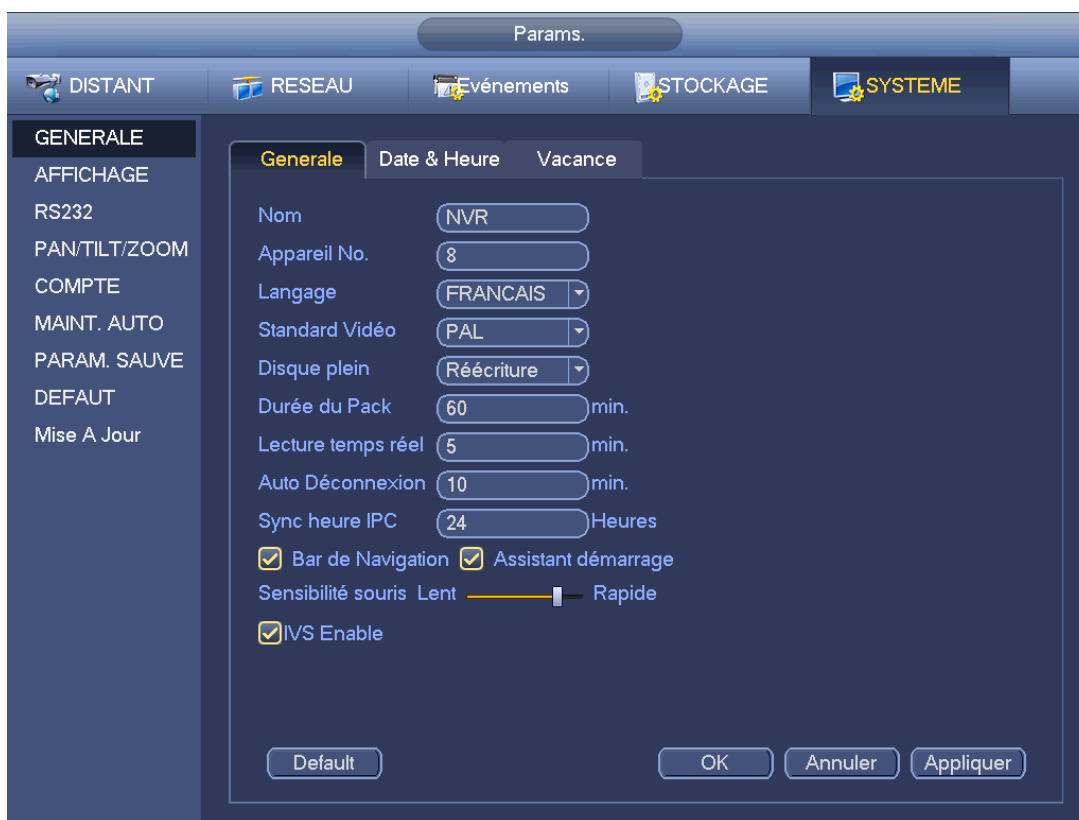 Params.
DISTANT RESEAU Evénements STOCKAGE SYSTEME
GENERALE
AFFICHAGE
RS232
PAN/TILT/ZOOM
COMPTE
MAINT. AUTO
PARAM. SAUVE
DEFAUT
Mise A Jour
Generale Date & Heure Vacance
Nom NVR
Appareil No. 8
Langage FRANCAIS
Standard Vidéo PAL
Disque plein Réécriture
Durée du Pack 60 min.
Lecture temps réel 5 min.
Auto Déconnexion 10 min.
Sync heure IPC 24 Heures
Bar de Navigation Assistant démarrage
Sensibilité souris Lent Rapide
IVS Enable
Default OK Annuler Appliquer